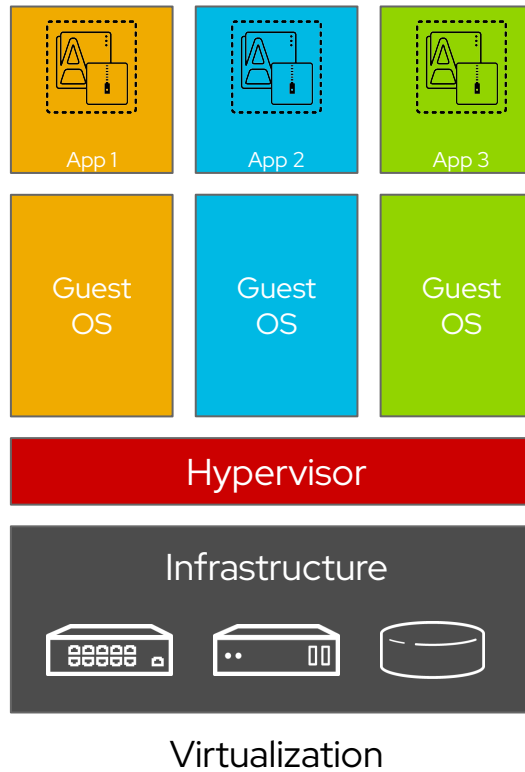 App 1
App 2
App 3
Guest
OS
Guest
OS
Guest
OS
Hypervisor
Infrastructure
Virtualization